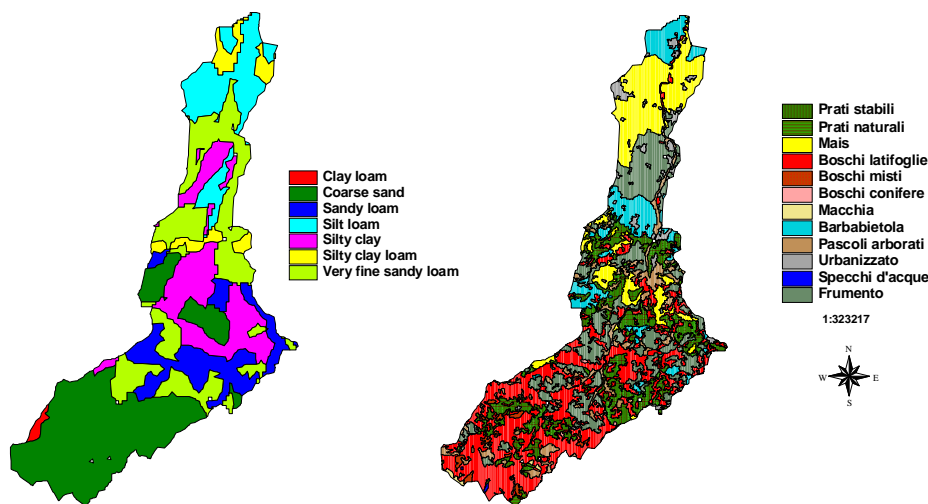 Clay loam
Coarse sand
Sandy loam
Silt loam
Silty clay
Silty clay loam
Very fine sandy loam
Prati stabili
Prati naturali
Mais
Boschi latifoglie
Boschi misti
Boschi conifere
Macchia
Barbabietola
Pascoli arborati
Urbanizzato
Specchi d'acque
Frumento
1:323217
N
W E
S